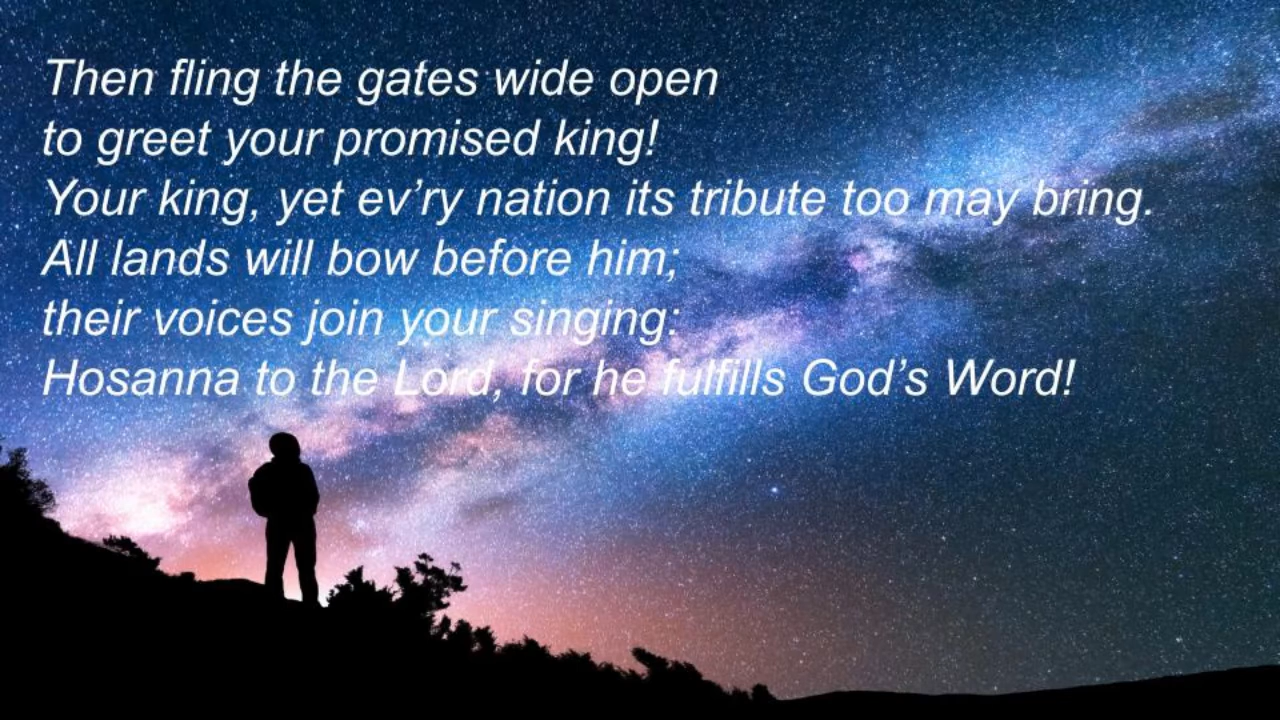 Then fling the gates wide open
to greet your promised king!
Your king, yet ev’ry nation its tribute too may bring.
All lands will bow before him;
their voices join your singing:
Hosanna to the Lord, for he fulfills God’s Word!